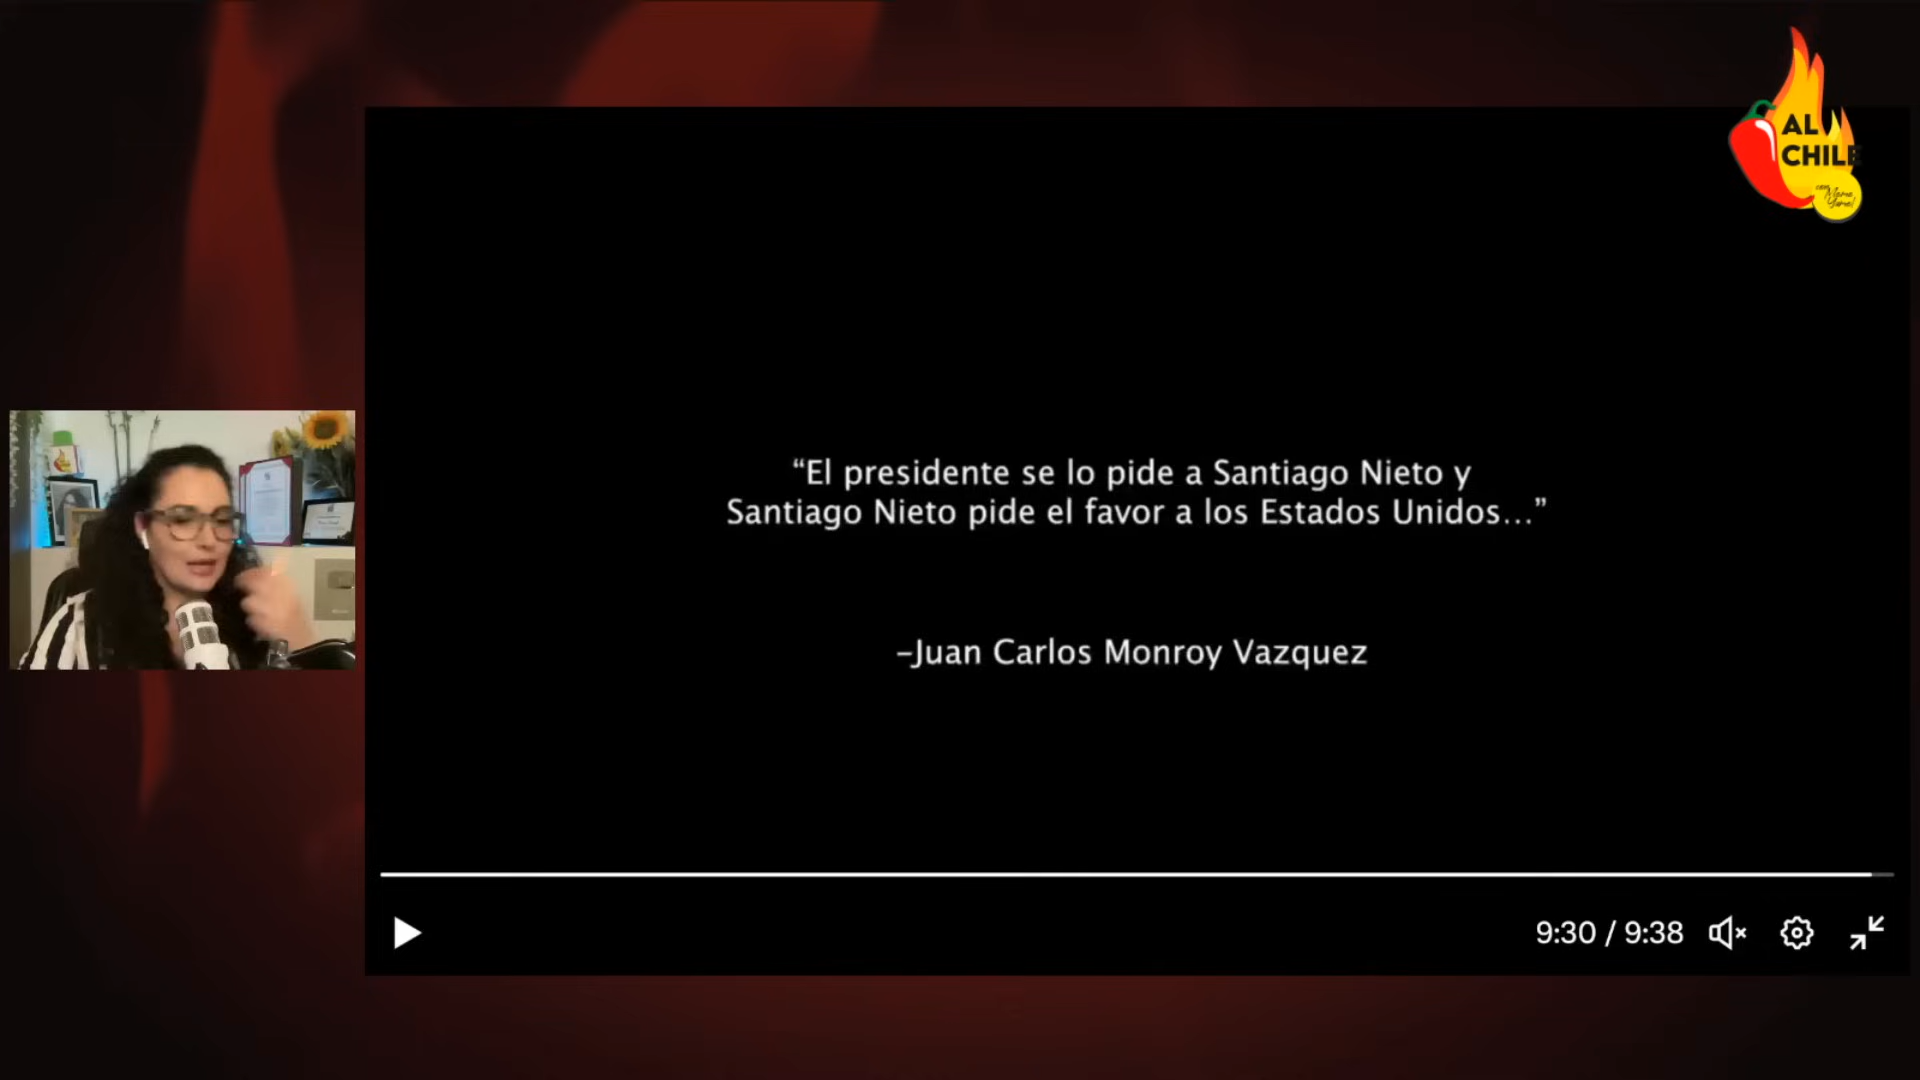 AL
CHILE
“El presidente se lo pide a Santiago Nieto y
Santiago Nieto pide el favor a los Estados Unidos...”
–Juan Carlos Monroy Vazquez
9:30 / 9:38